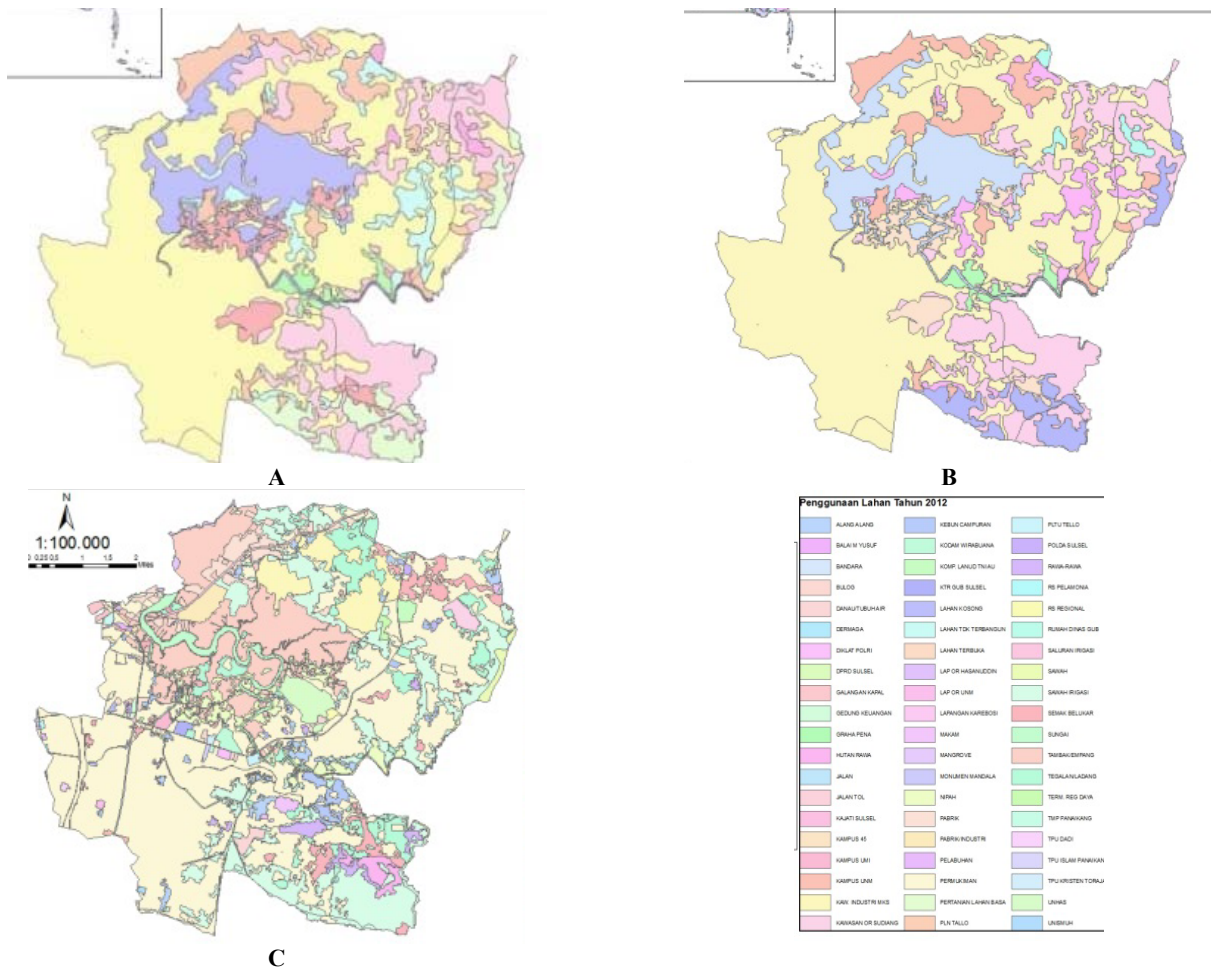 A
B
N
1:100.000
0 0.25 0.5 1 1.5 2
Miles
C
Penggunaan Lahan Tahun 2012
ALANG ALANG
BALAI M YUSUF
BANDARA
BULOG
DANAU/TUBUH AIR
DERMAGA
DIKLAT POLRI
DPRD SULSEL
GALANGAN KAPAL
GEDUNG KEUANGAN
GRAHA PENA
HUTAN RAWA
JALAN
JALAN TOL
KAJATI SULSEL
KAMPUS 45
KAMPUS UMI
KAMPUS UNM
KAW. INDUSTRI MKS
KAWASAN OR SUDIANG
KEBUN CAMPURAN
KODAM WIRABUANA
KOMP. LANUD TNI AU
KTR GUB SULSEL
LAHAN KOSONG
LAHAN TDK TERBANGUN
LAHAN TERBUKA
LAP OR HASANUDDIN
LAP OR UNM
LAPANGAN KAREBOSI
MAKAM
MANGROVE
MONUMEN MANDALA
NIPAH
PABRIK
PABRIK/INDUSTRI
PELABUHAN
PERMUKIMAN
PERTANIAN LAHAN BASA
PLN TALLO
PLTU TELLO
POLDA SULSEL
RAWA-RAWA
RS PELAMONIA
RS REGIONAL
RUMAH DINAS GUB
SALURAN IRIGASI
SAWAH
SAWAH IRIGASI
SEMAK BELUKAR
SUNGAI
TAMBAK/EMPANG
TEGALAN/LADANG
TERM. REG DAYA
TMP PANAIKANG
TPU DADI
TPU ISLAM PANAIKAN
TPU KRISTEN TORAJA
UNHAS
UNISMUH